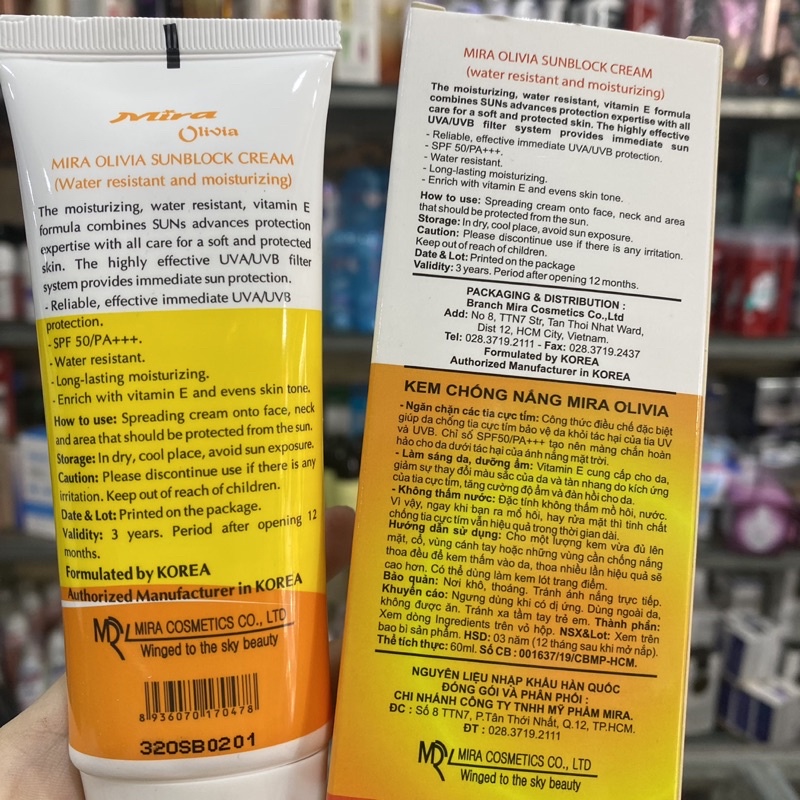 Mira
Olivia
MIRA OLIVIA SUNBLOCK CREAM
(Water resistant and moisturizing)
The moisturizing, water resistant, vitamin E
formula combines SUNs advances protection
expertise with all care for a soft and protected
skin. The highly effective UVA/UVB filter
system provides immediate sun protection.
- Reliable, effective immediate UVA/UVB
protection.
- SPF 50/PA+++.
- Water resistant.
- Long-lasting moisturizing.
- Enrich with vitamin E and evens skin tone.
How to use: Spreading cream onto face, neck
and area that should be protected from the sun.
Storage: In dry, cool place, avoid sun exposure.
Caution: Please discontinue use if there is any
irritation. Keep out of reach of children.
Date & Lot: Printed on the package.
Validity: 3 years. Period after opening 12
months.
Formulated by KOREA
Authorized Manufacturer in KOREA
MIRA COSMETICS CO., LTD
Winged to the sky beauty
8 936070 170478
320SB0201
MIRA OLIVIA SUNBLOCK CREAM
(water resistant and moisturizing)
The moisturizing, water resistant, vitamin E formula
combines SUNs advances protection expertise with all
care for a soft and protected skin. The highly effective
UVA/UVB filter system provides immediate sun
- Reliable, effective immediate UVA/UVB protection.
- SPF 50/PA+++.
- Water resistant.
- Long-lasting moisturizing.
- Enrich with vitamin E and evens skin tone.
How to use: Spreading cream onto face, neck and area
that should be protected from the sun.
Storage: In dry, cool place, avoid sun exposure.
Caution: Please discontinue use if there is any irritation.
Keep out of reach of children.
Date & Lot: Printed on the package
Validity: 3 years. Period after opening 12 months.
PACKAGING & DISTRIBUTION :
Branch Mira Cosmetics Co.,Ltd
Add: No 8, TTN7 Str, Tan Thoi Nhat Ward,
Dist 12, HCM City, Vietnam.
Tel: 028.3719.2111 - Fax: 028.3719.2437
Formulated by KOREA
Authorized Manufacturer in KOREA
KEM CHỐNG NẮNG MIRA OLIVIA
- Ngăn chặn các tia cực tím: Công thức điều chế đặc biệt
giúp da chống tia cực tím bảo vệ da khỏi tác hại của tia UV
và UVB. Chỉ số SPF50/PA+++ tạo nên màng chắn hoàn
hảo cho da dưới tác hại của ánh nắng mặt trời.
- Làm sáng da, dưỡng ẩm: Vitamin E cung cấp cho da,
giảm sự thay đổi màu sắc của da và tàn nhang do kích ứng
của tia cực tím, tăng cường độ ẩm và đàn hồi cho da.
- Không thấm nước: Đặc tính không thấm mồ hôi, nước.
Vì vậy, ngay khi bạn ra mồ hôi, hay rửa mặt thì tinh chất
chống tia cực tím vẫn hiệu quả trong thời gian dài.
Hướng dẫn sử dụng: Cho một lượng kem vừa đủ lên
mặt, cổ, vùng cánh tay hoặc những vùng cần chống nắng
thoa đều để kem thấm vào da, thoa nhiều lần hiệu quả sẽ
cao hơn. Có thể dùng làm kem lót trang điểm.
Bảo quản: Nơi khô, thoáng. Tránh ánh nắng trực tiếp.
Khuyến cáo: Ngưng dùng khi có dị ứng. Dùng ngoài da,
không được ăn. Tránh xa tầm tay trẻ em. Thành phần:
Xem dòng Ingredients trên vỏ hộp. NSX&Lot: Xem trên
bao bì sản phẩm. HSD: 03 năm (12 tháng sau khi mở nắp).
Thể tích thực: 60ml. Số CB : 001637/19/CBMP-HCM.
NGUYÊN LIỆU NHẬP KHẨU HÀN QUỐC
ĐÓNG GÓI VÀ PHÂN PHỐI :
CHI NHÁNH CÔNG TY TNHH MỸ PHẨM MIRA.
ĐC : Số 8 TTN7, P.Tân Thới Nhất, Q.12, TP.HCM.
ĐT : 028.3719.2111
MIRA COSMETICS CO., LTD
Winged to the sky beauty